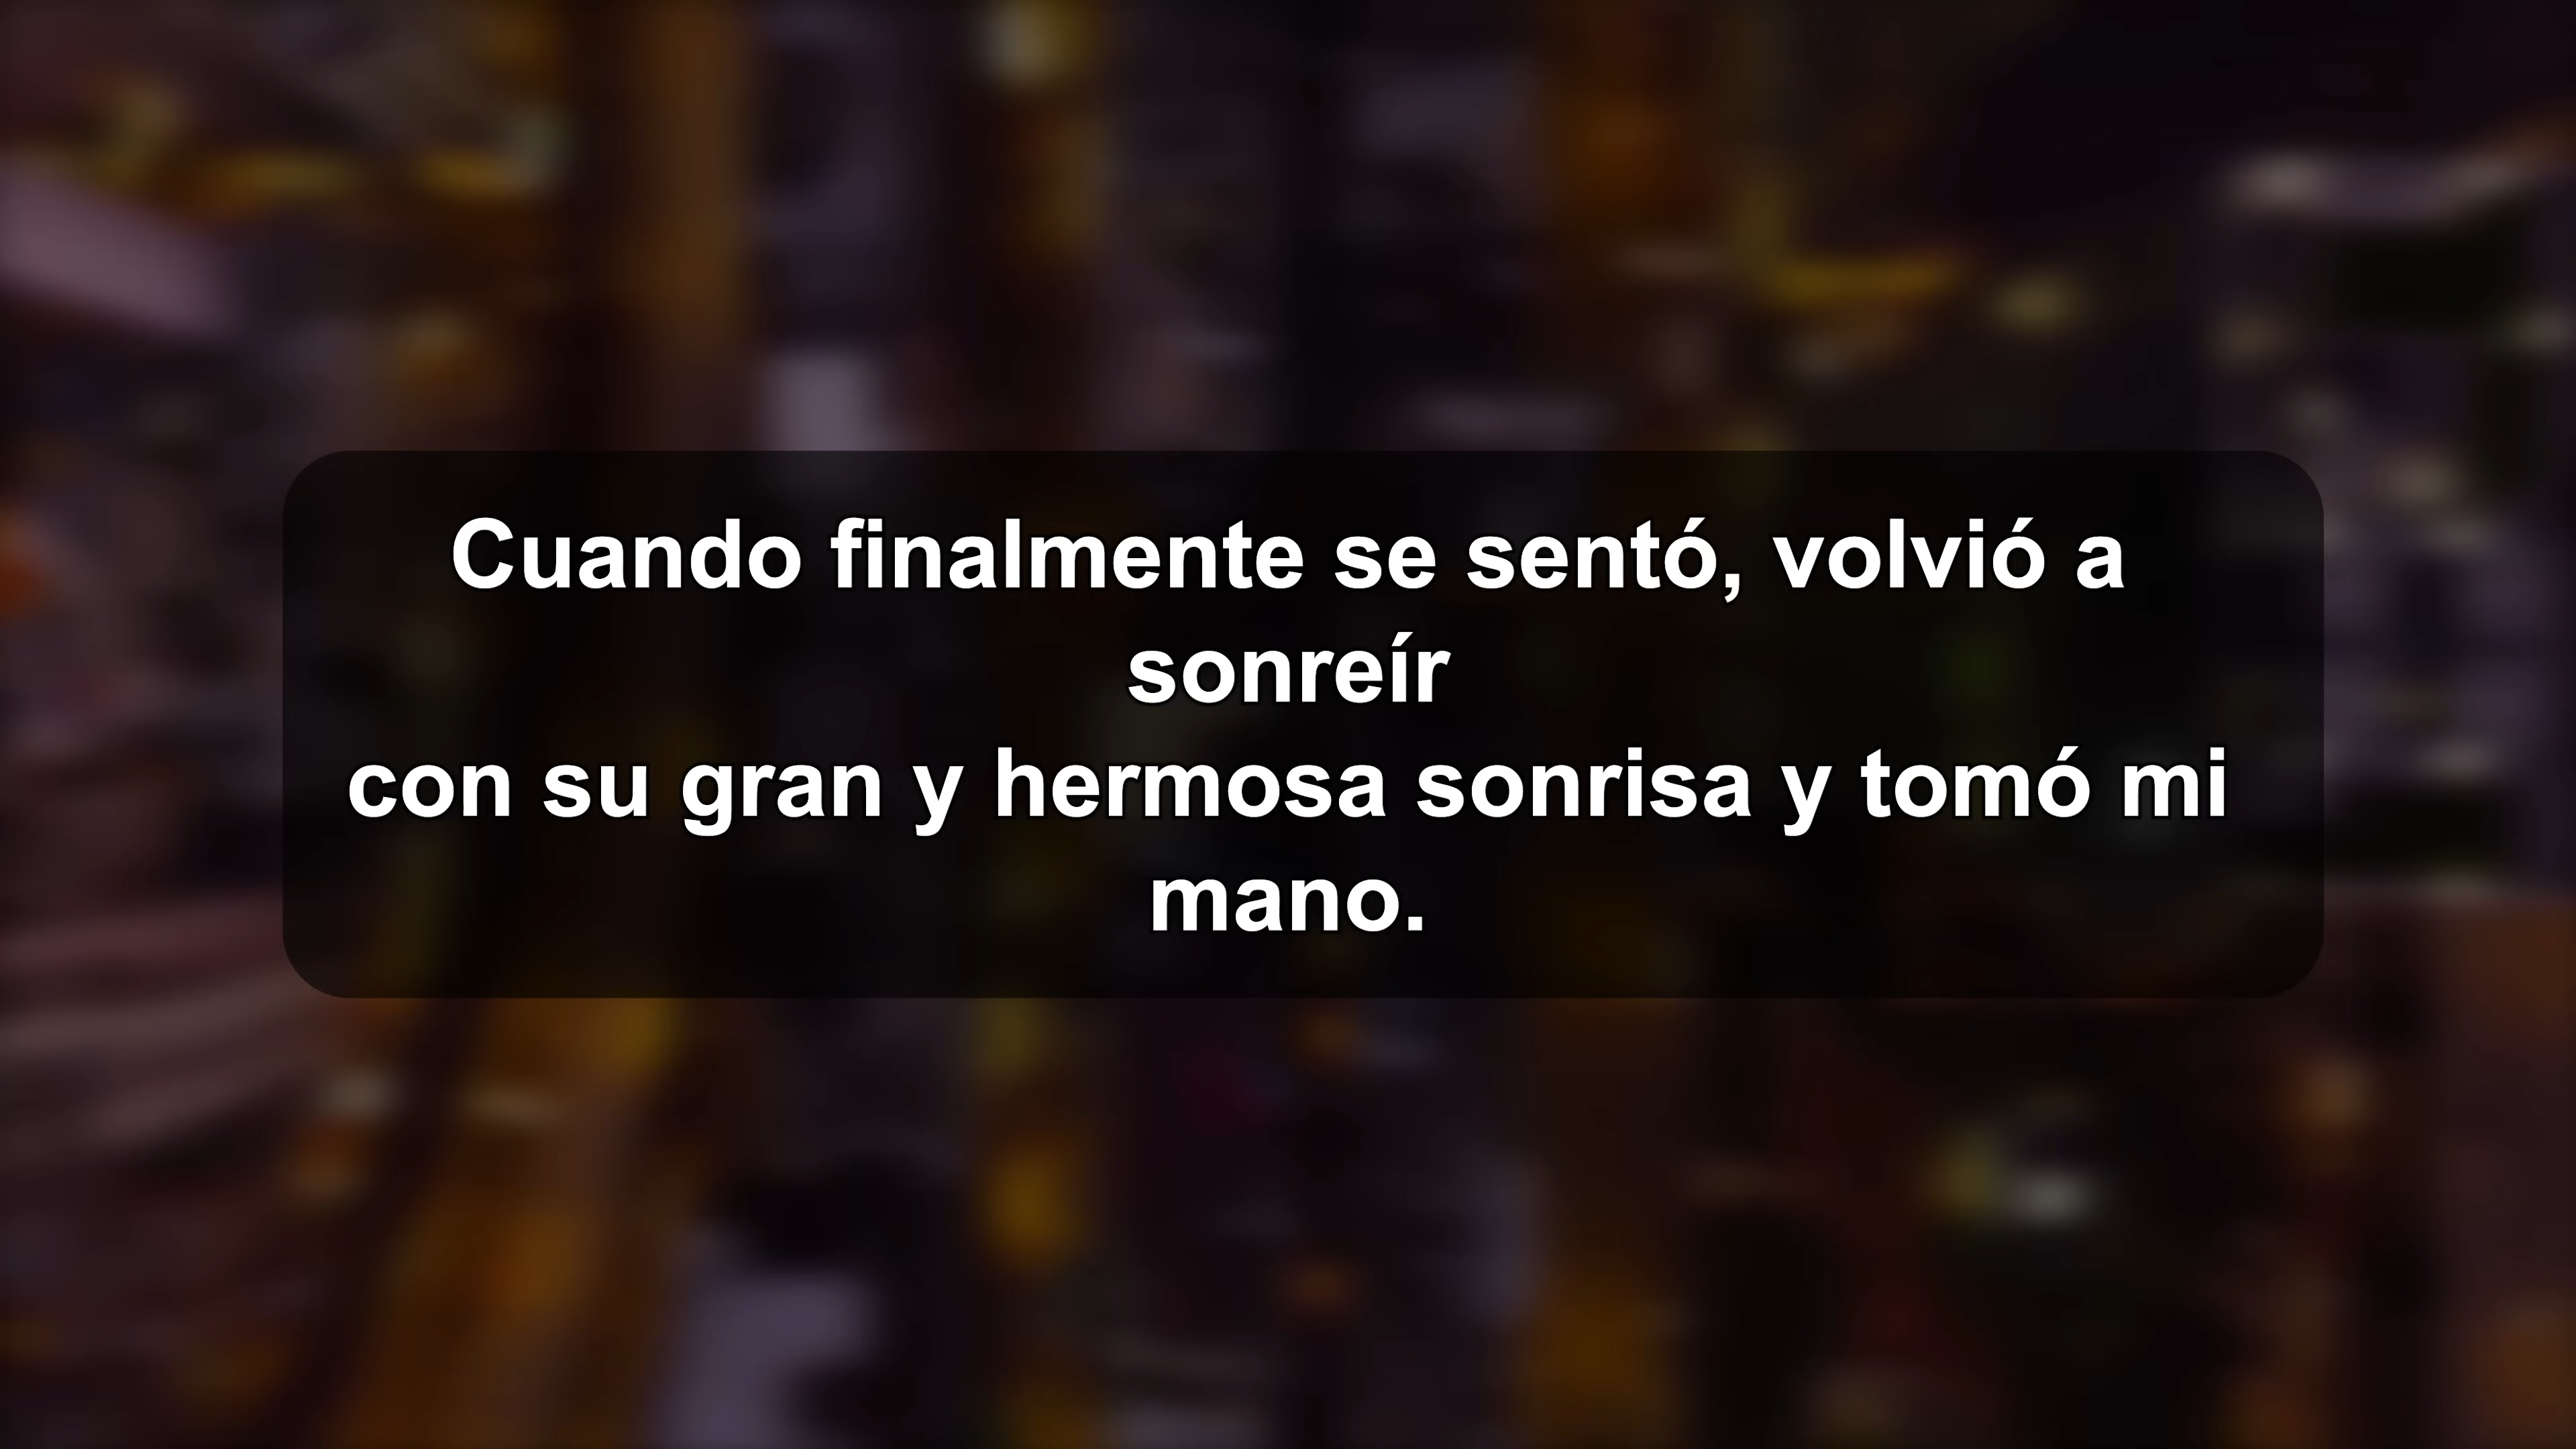 Cuando finalmente se sentó, volvió a
sonreír
con su gran y hermosa sonrisa y tomó mi
mano.